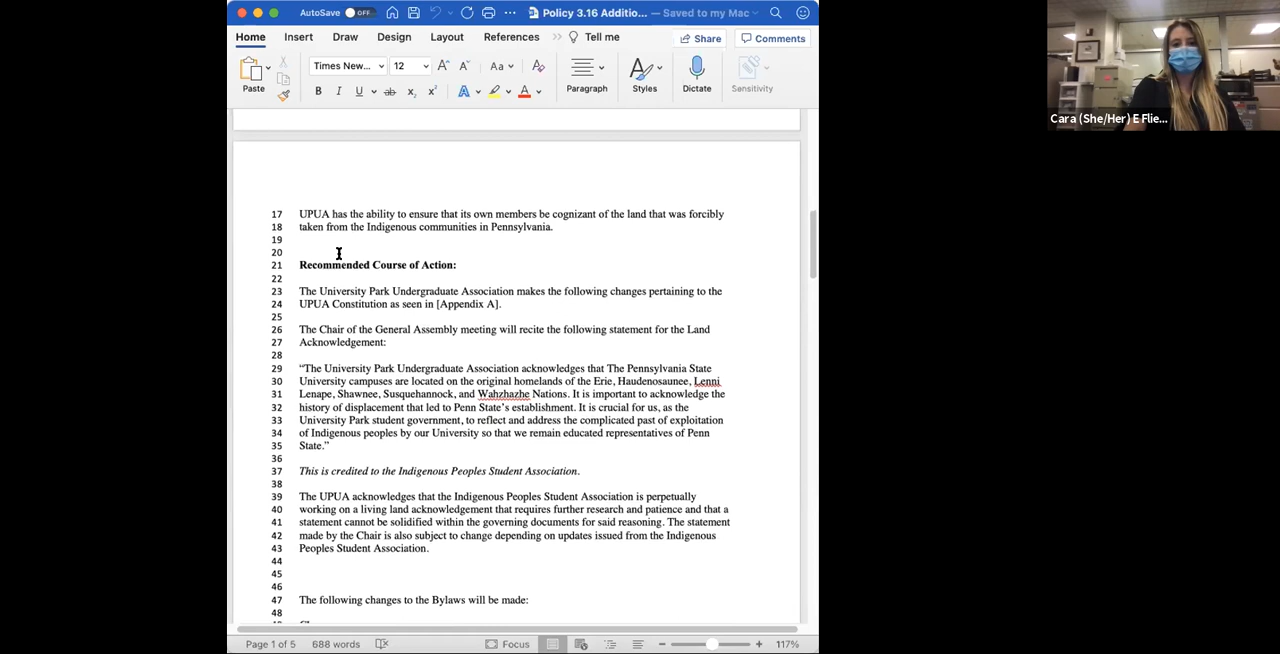 AutoSave OFF Policy 3.16 Additio... — Saved to my Mac
Home Insert Draw Design Layout References Tell me Share Comments
Times New... 12 Aa
Paste B I U ab x₂ x² A A Paragraph Styles Dictate Sensitivity
Cara (She/Her) E Flie...
17 UPUA has the ability to ensure that its own members be cognizant of the land that was forcibly
18 taken from the Indigenous communities in Pennsylvania.
19
20
21 Recommended Course of Action:
22
23 The University Park Undergraduate Association makes the following changes pertaining to the
24 UPUA Constitution as seen in [Appendix A].
25
26 The Chair of the General Assembly meeting will recite the following statement for the Land
27 Acknowledgement:
28
29 “The University Park Undergraduate Association acknowledges that The Pennsylvania State
30 University campuses are located on the original homelands of the Erie, Haudenosaunee, Lenni
31 Lenape, Shawnee, Susquehannock, and Wahzhazhe Nations. It is important to acknowledge the
32 history of displacement that led to Penn State’s establishment. It is crucial for us, as the
33 University Park student government, to reflect and address the complicated past of exploitation
34 of Indigenous peoples by our University so that we remain educated representatives of Penn
35 State.”
36
37 This is credited to the Indigenous Peoples Student Association.
38
39 The UPUA acknowledges that the Indigenous Peoples Student Association is perpetually
40 working on a living land acknowledgement that requires further research and patience and that a
41 statement cannot be solidified within the governing documents for said reasoning. The statement
42 made by the Chair is also subject to change depending on updates issued from the Indigenous
43 Peoples Student Association.
44
45
46
47 The following changes to the Bylaws will be made:
48
Page 1 of 5 688 words Focus 117%